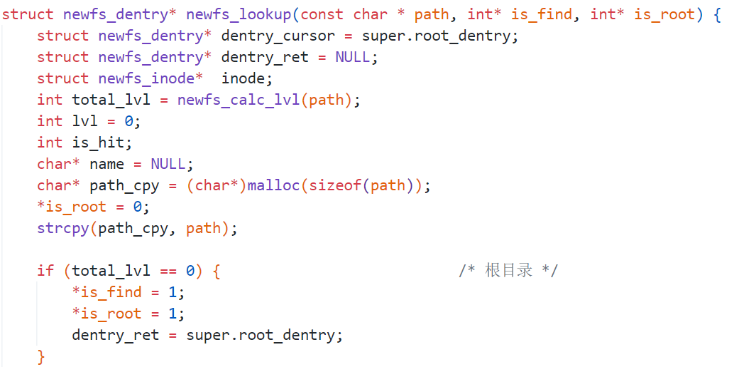 struct newfs_dentry* newfs_lookup(const char * path, int* is_find, int* is_root) {
    struct newfs_dentry* dentry_cursor = super.root_dentry;
    struct newfs_dentry* dentry_ret = NULL;
    struct newfs_inode*  inode;
    int total_lvl = newfs_calc_lvl(path);
    int lvl = 0;
    int is_hit;
    char* name = NULL;
    char* path_cpy = (char*)malloc(sizeof(path));
    *is_root = 0;
    strcpy(path_cpy, path);
    if (total_lvl == 0) {                           /* 根目录 */
        *is_find = 1;
        *is_root = 1;
        dentry_ret = super.root_dentry;
    }